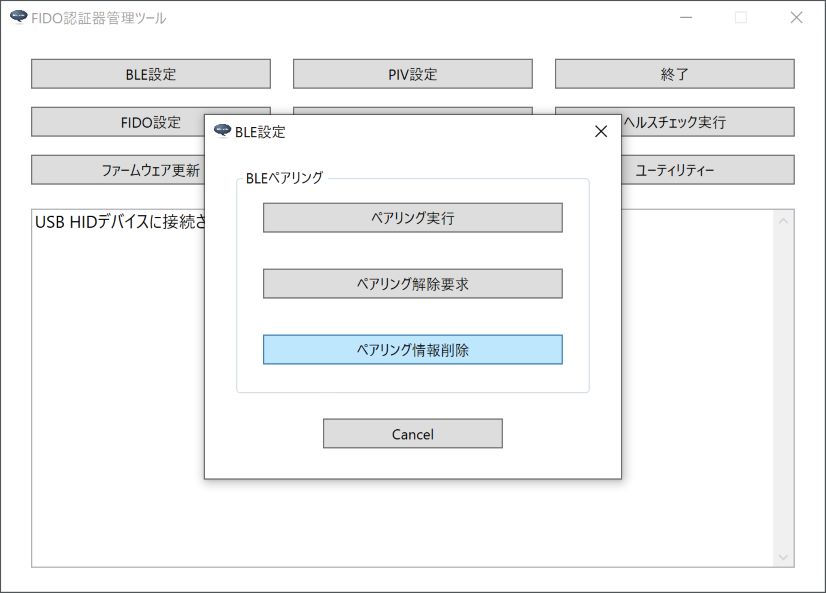 FIDO認証器管理ツール
BLE設定
PIV設定
終了
FIDO設定
ヘルスチェック実行
ファームウェア更新
ユーティリティー
USB HIDデバイスに接続さ
BLE設定
BLEペアリング
ペアリング実行
ペアリング解除要求
ペアリング情報削除
Cancel